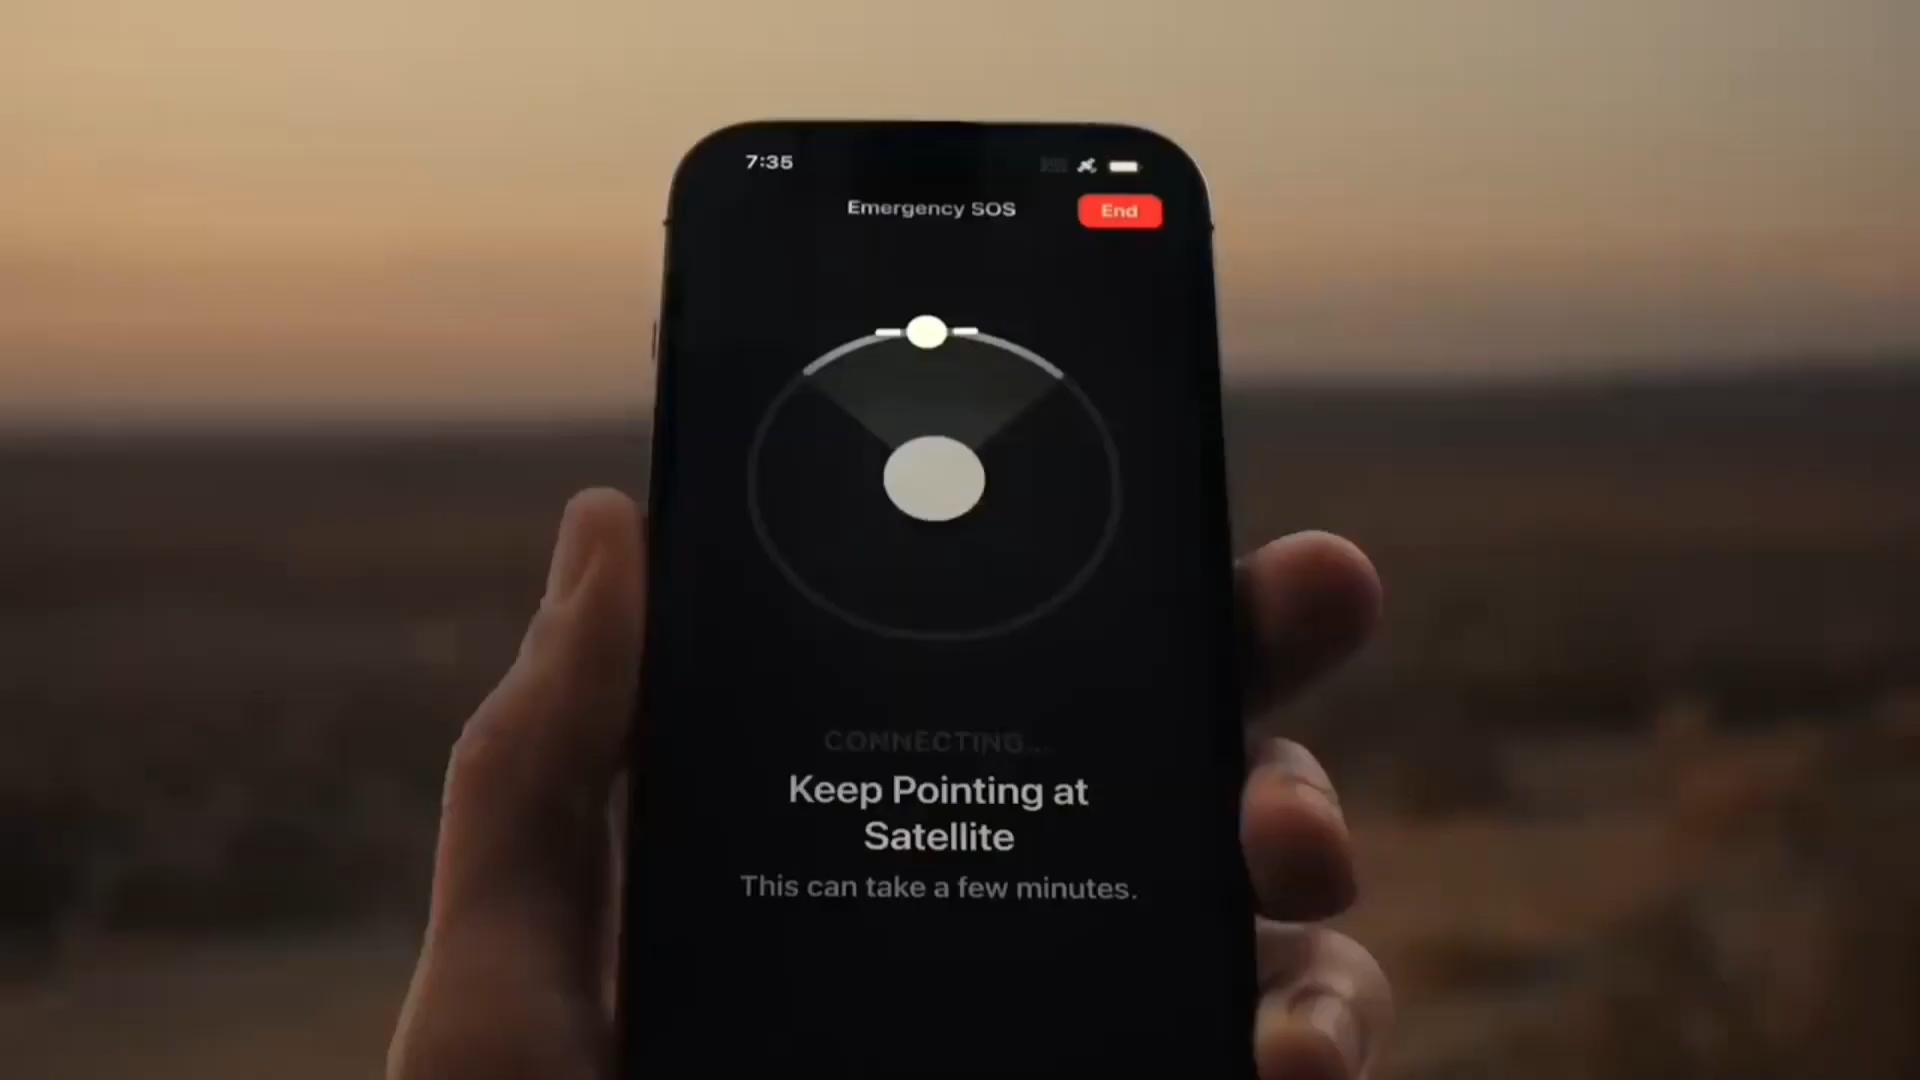 7:35
Emergency SOS
End
CONNECTING...
Keep Pointing at
Satellite
This can take a few minutes.